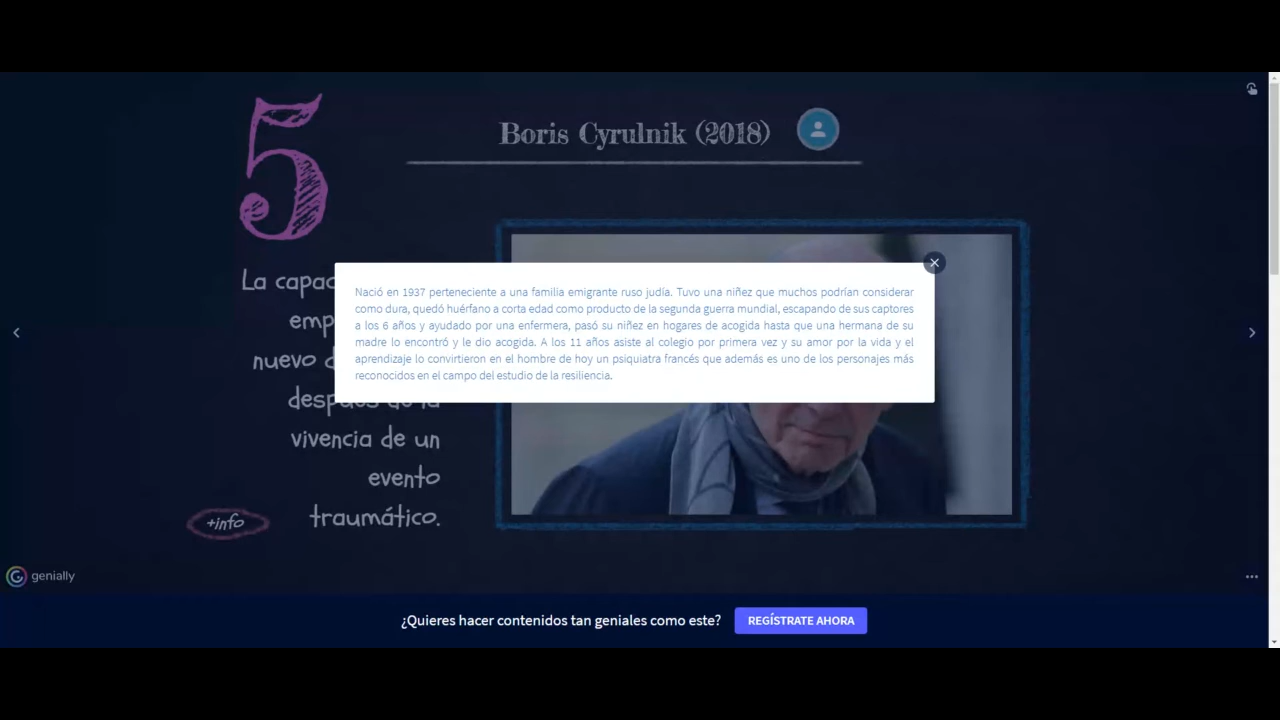 5
Boris Cyrulnik (2018)
La capac
emp
nuevo d
después de la
vivencia de un
evento
traumático.
+info
Nació en 1937 perteneciente a una familia emigrante ruso judía. Tuvo una niñez que muchos podrían considerar
como dura, quedó huérfano a corta edad como producto de la segunda guerra mundial, escapando de sus captores
a los 6 años y ayudado por una enfermera, pasó su niñez en hogares de acogida hasta que una hermana de su
madre lo encontró y le dio acogida. A los 11 años asiste al colegio por primera vez y su amor por la vida y el
aprendizaje lo convirtieron en el hombre de hoy un psiquiatra francés que además es uno de los personajes más
reconocidos en el campo del estudio de la resiliencia.
genially
¿Quieres hacer contenidos tan geniales como este?
REGÍSTRATE AHORA